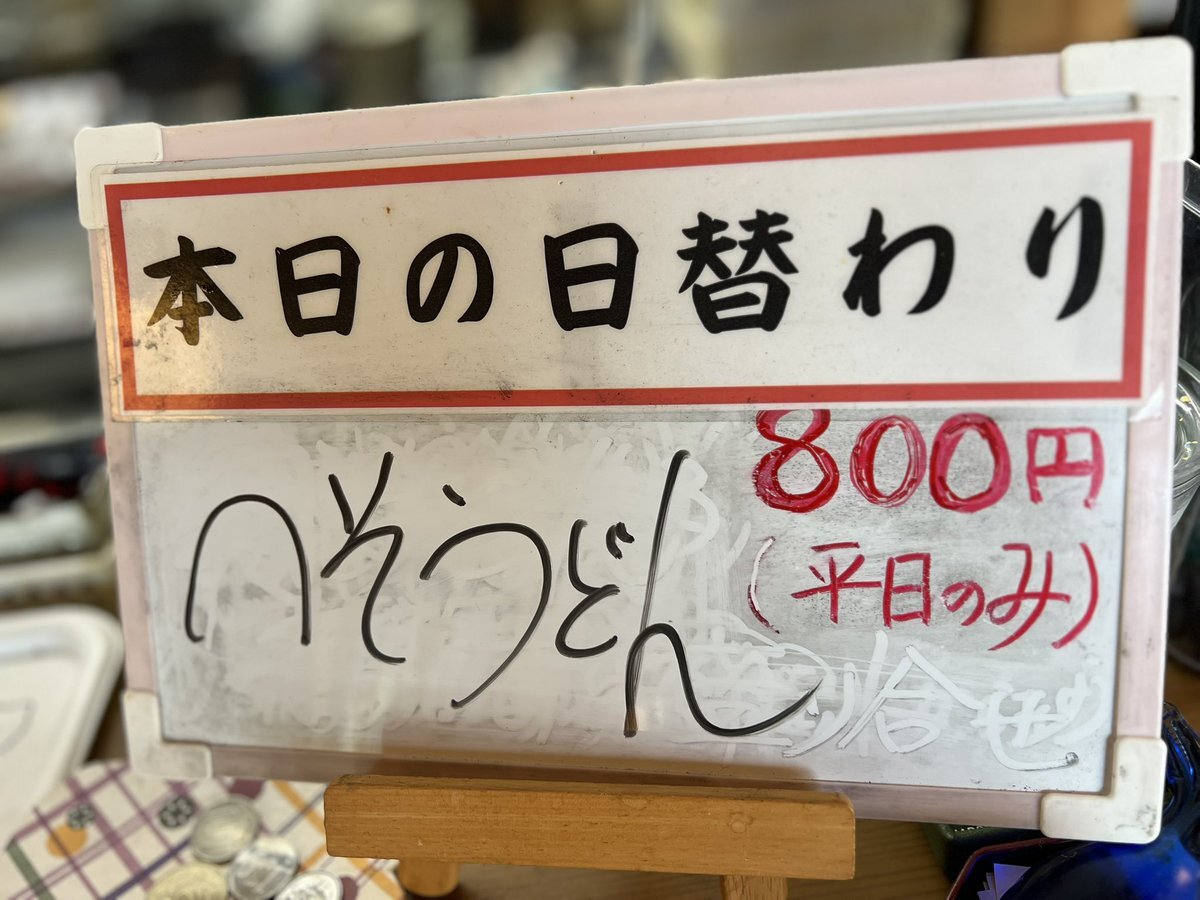 本日の日替わり
800円
(平日のみ)
へそうどん